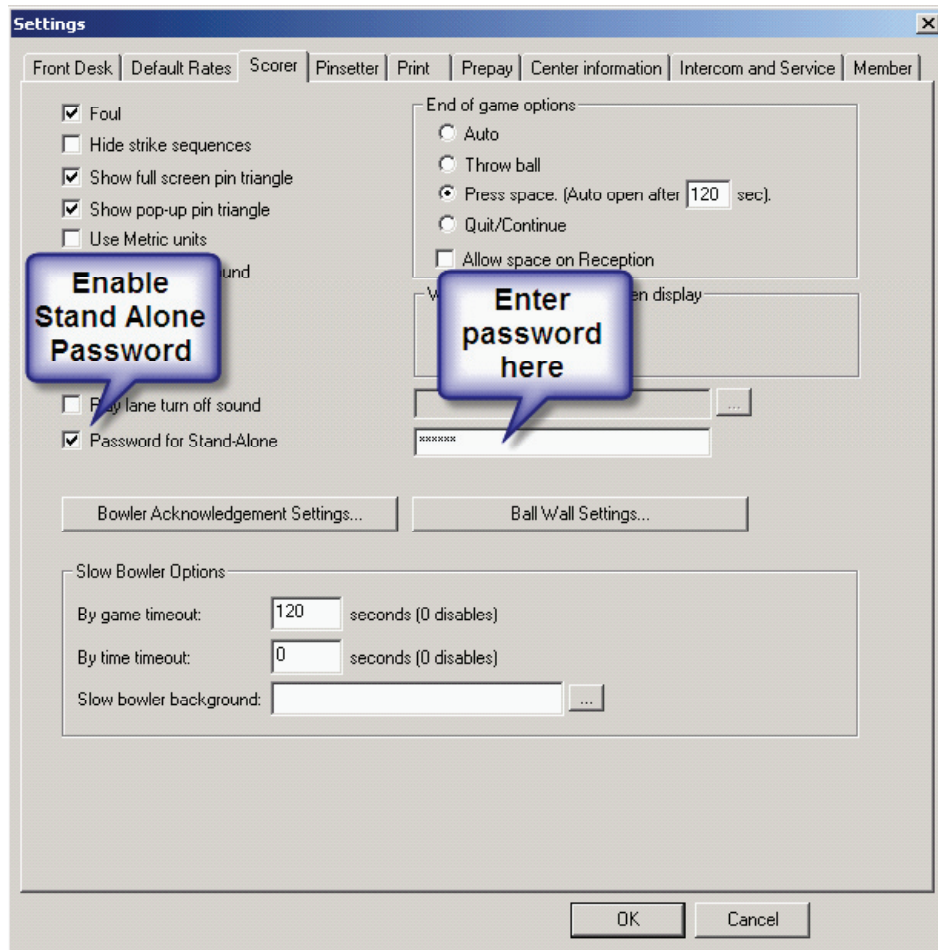 Settings
Front Desk Default Rates Scorer Pinsetter Print Prepay Center information Intercom and Service Member
Foul
Hide strike sequences
Show full screen pin triangle
Show pop-up pin triangle
Use Metric units
Enable
Stand Alone
Password
lane turn off sound
Password for Stand-Alone
End of game options
Auto
Throw ball
Press space. (Auto open after 120 sec).
Quit/Continue
Allow space on Reception
display
Enter
password
here
...
xxxxxx
Bowler Acknowledgement Settings...
Ball Wall Settings...
Slow Bowler Options
By game timeout: 120 seconds (0 disables)
By time timeout: 0 seconds (0 disables)
Slow bowler background: ...
OK Cancel